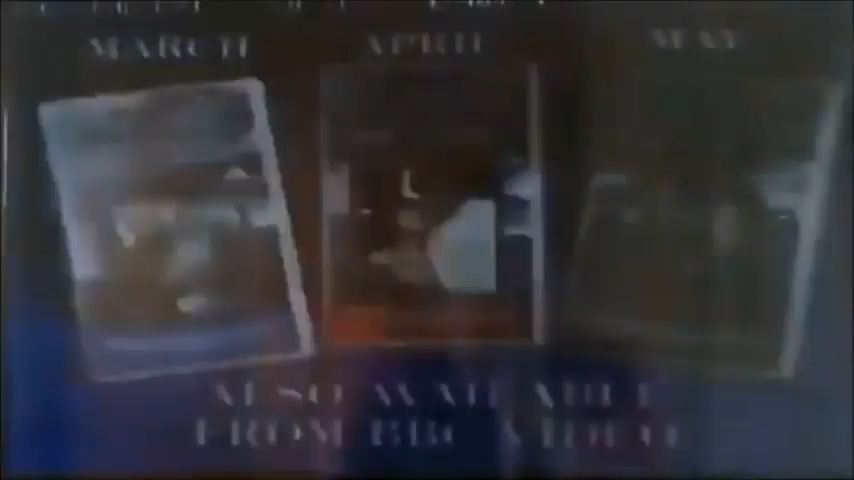 MARCH APRIL MAY
ALSO AVAILABLE
FROM BBC VIDEO